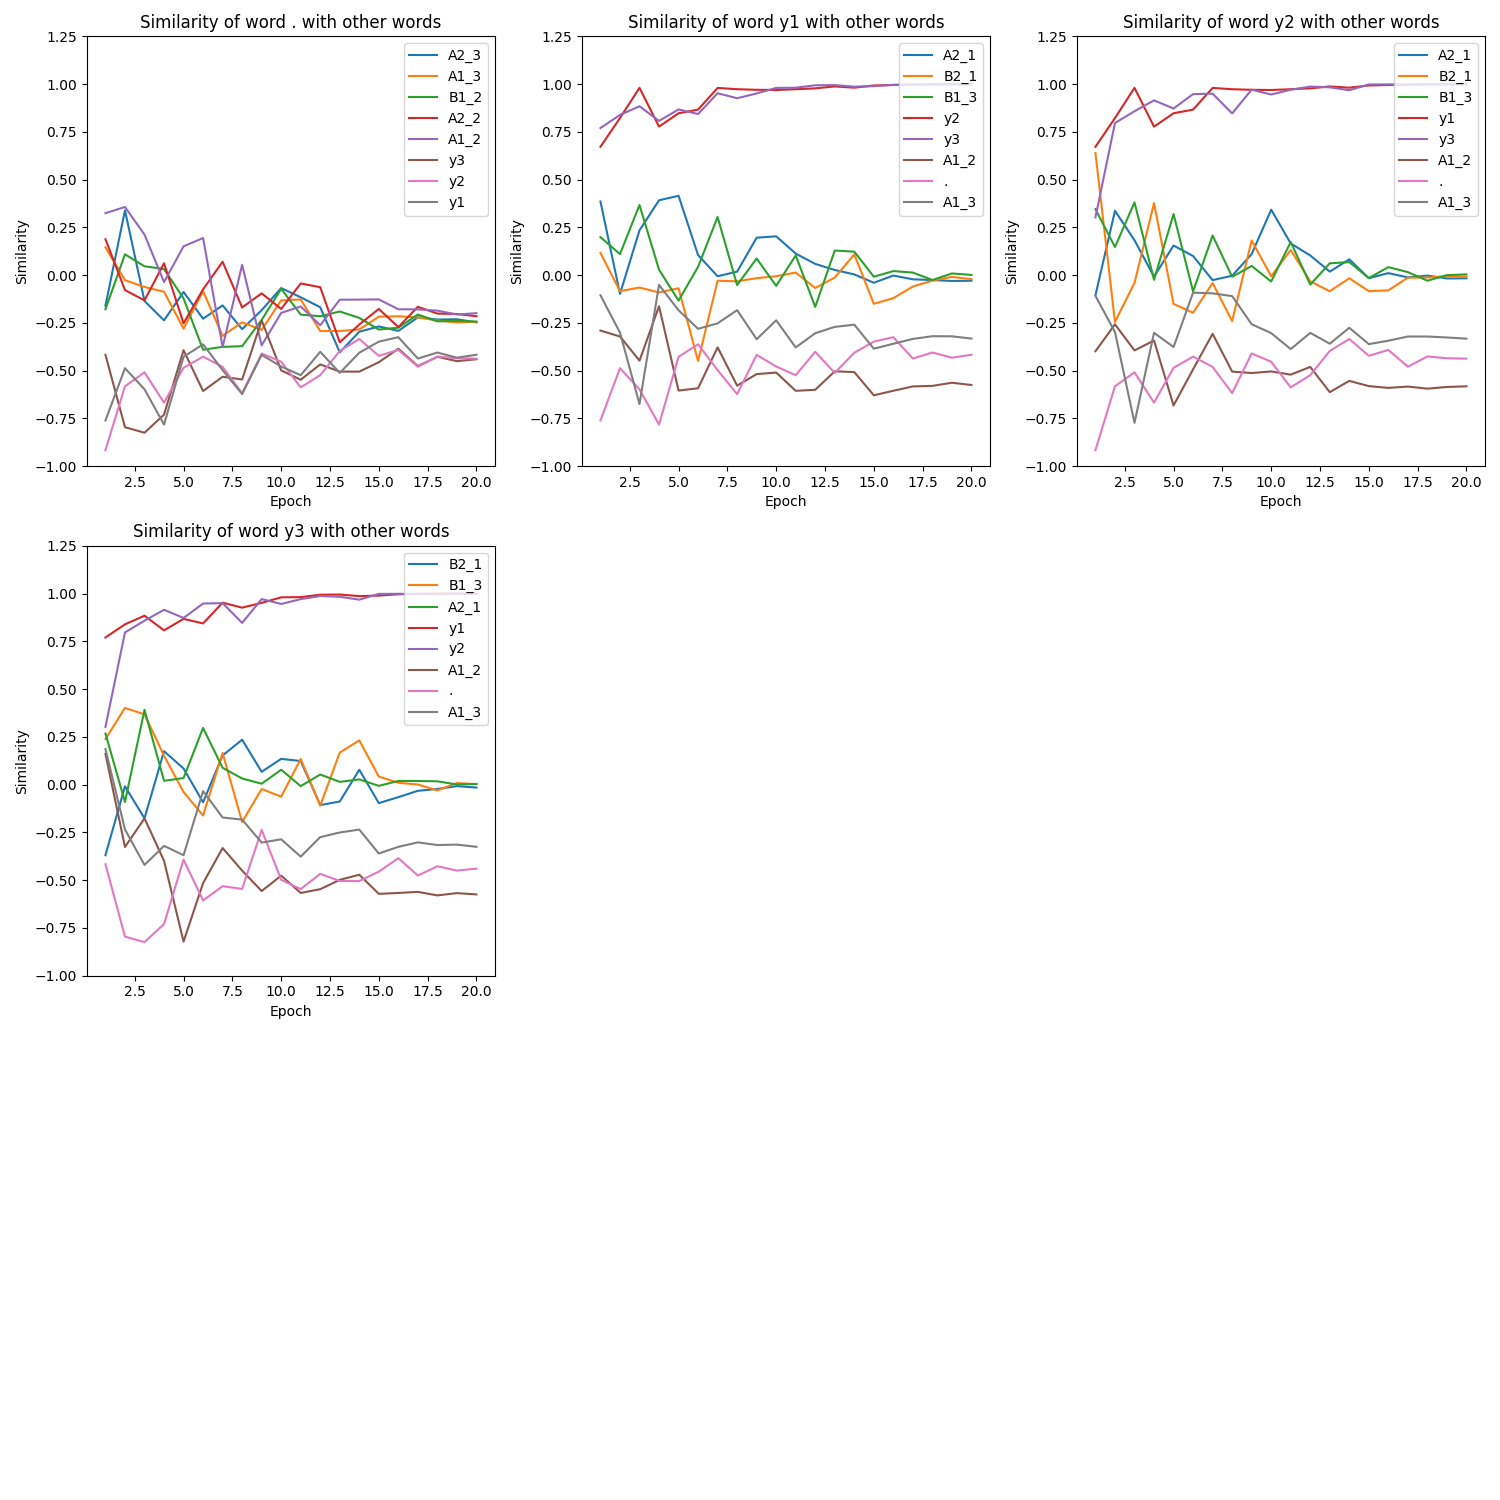 Similarity of word . with other words
1.25
1.00
0.75
0.50
0.25
0.00
−0.25
−0.50
−0.75
−1.00
Similarity
2.5 5.0 7.5 10.0 12.5 15.0 17.5 20.0
Epoch
A2_3
A1_3
B1_2
A2_2
A1_2
y3
y2
y1
Similarity of word y1 with other words
1.25
1.00
0.75
0.50
0.25
0.00
−0.25
−0.50
−0.75
−1.00
Similarity
2.5 5.0 7.5 10.0 12.5 15.0 17.5 20.0
Epoch
A2_1
B2_1
B1_3
y2
y3
A1_2
.
A1_3
Similarity of word y2 with other words
1.25
1.00
0.75
0.50
0.25
0.00
−0.25
−0.50
−0.75
−1.00
Similarity
2.5 5.0 7.5 10.0 12.5 15.0 17.5 20.0
Epoch
A2_1
B2_1
B1_3
y1
y3
A1_2
.
A1_3
Similarity of word y3 with other words
1.25
1.00
0.75
0.50
0.25
0.00
−0.25
−0.50
−0.75
−1.00
Similarity
2.5 5.0 7.5 10.0 12.5 15.0 17.5 20.0
Epoch
B2_1
B1_3
A2_1
y1
y2
A1_2
.
A1_3